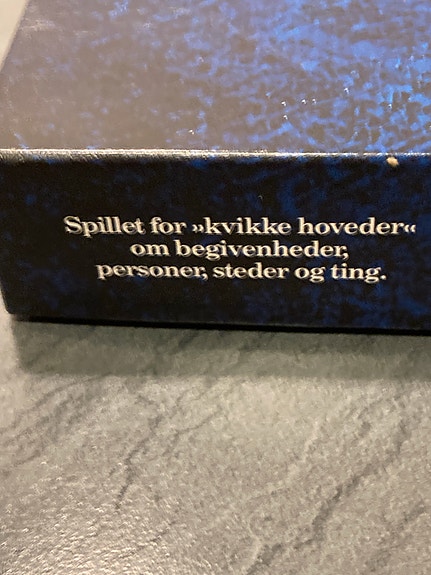 Spillet for »kvikke hoveder«
om begivenheder,
personer, steder og ting.